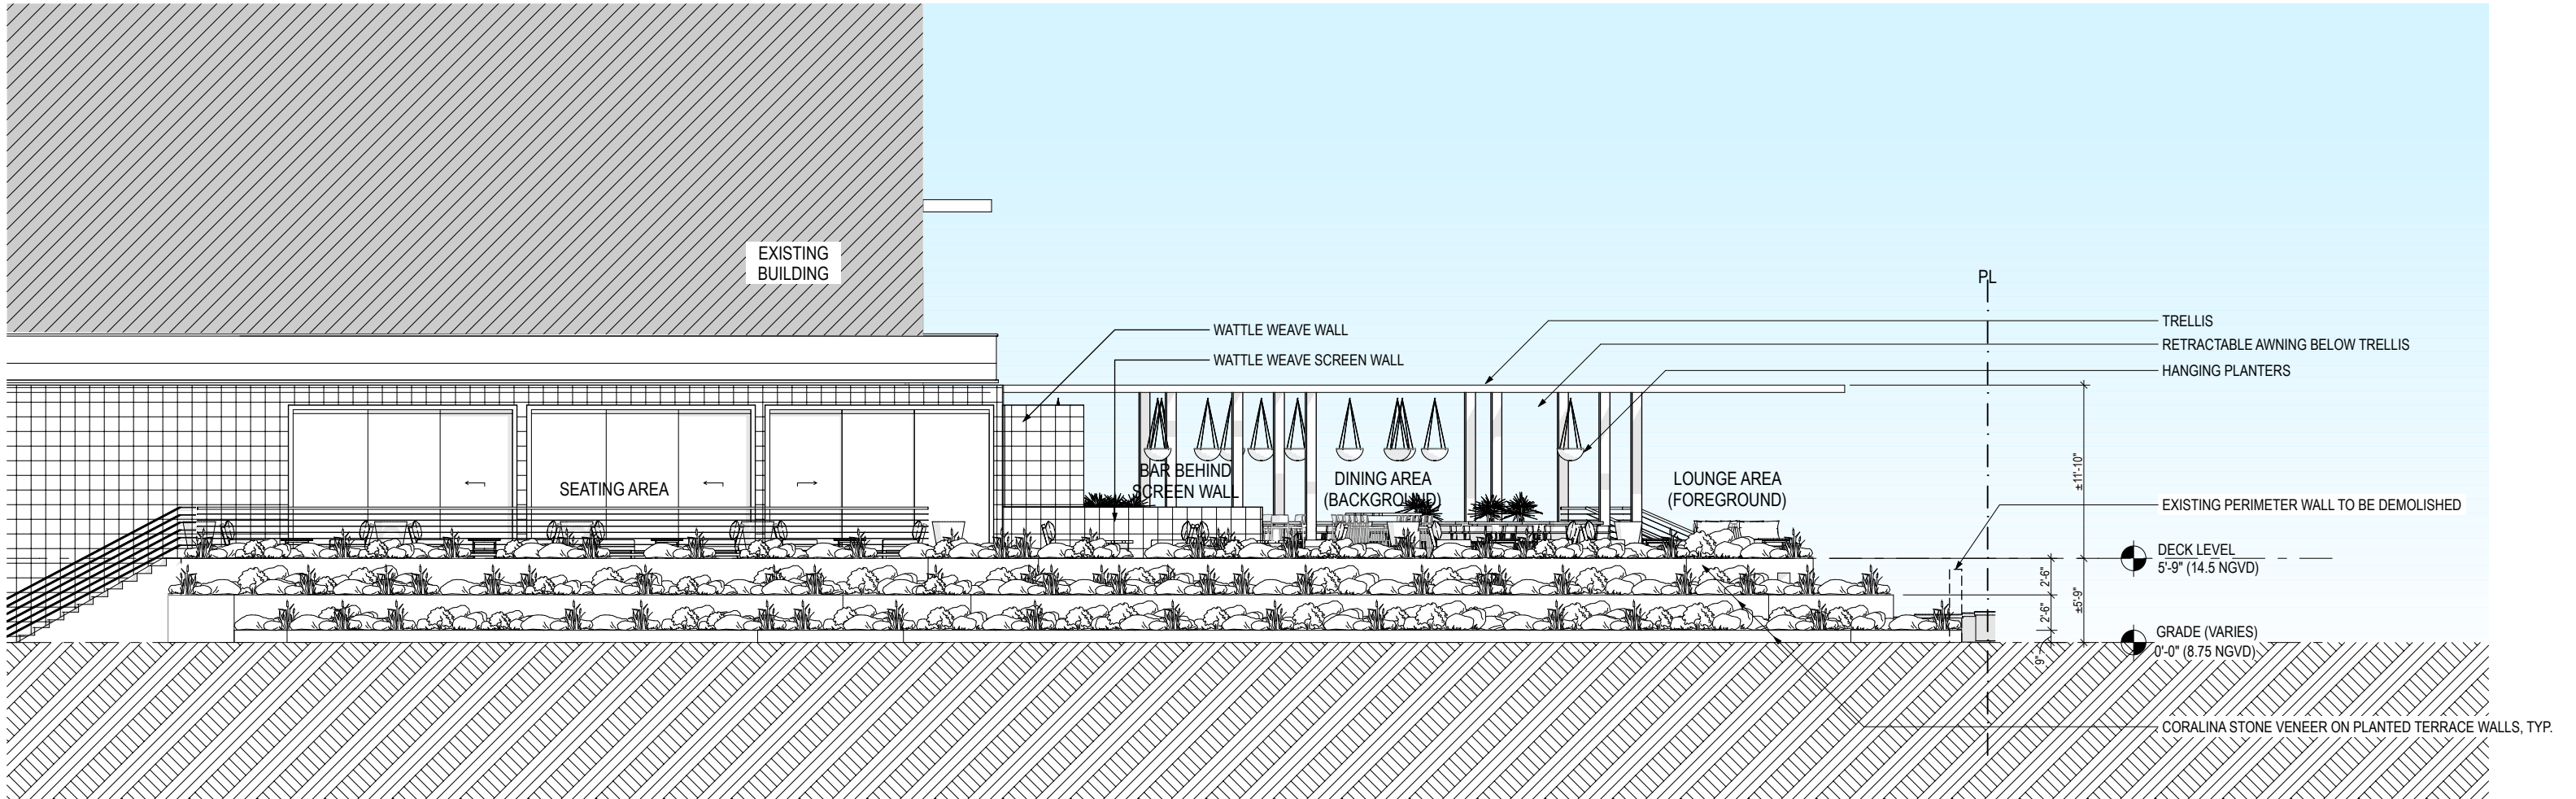 EXISTING
BUILDING
PL
WATTLE WEAVE WALL
WATTLE WEAVE SCREEN WALL
TRELLIS
RETRACTABLE AWNING BELOW TRELLIS
HANGING PLANTERS
SEATING AREA
BAR BEHIND
SCREEN WALL
DINING AREA
(BACKGROUND)
LOUNGE AREA
(FOREGROUND)
±11'-10"
EXISTING PERIMETER WALL TO BE DEMOLISHED
DECK LEVEL
5'-9" (14.5 NGVD)
2'-6"
2'-6"
±5'-9"
9"
GRADE (VARIES)
0'-0" (8.75 NGVD)
CORALINA STONE VENEER ON PLANTED TERRACE WALLS, TYP.